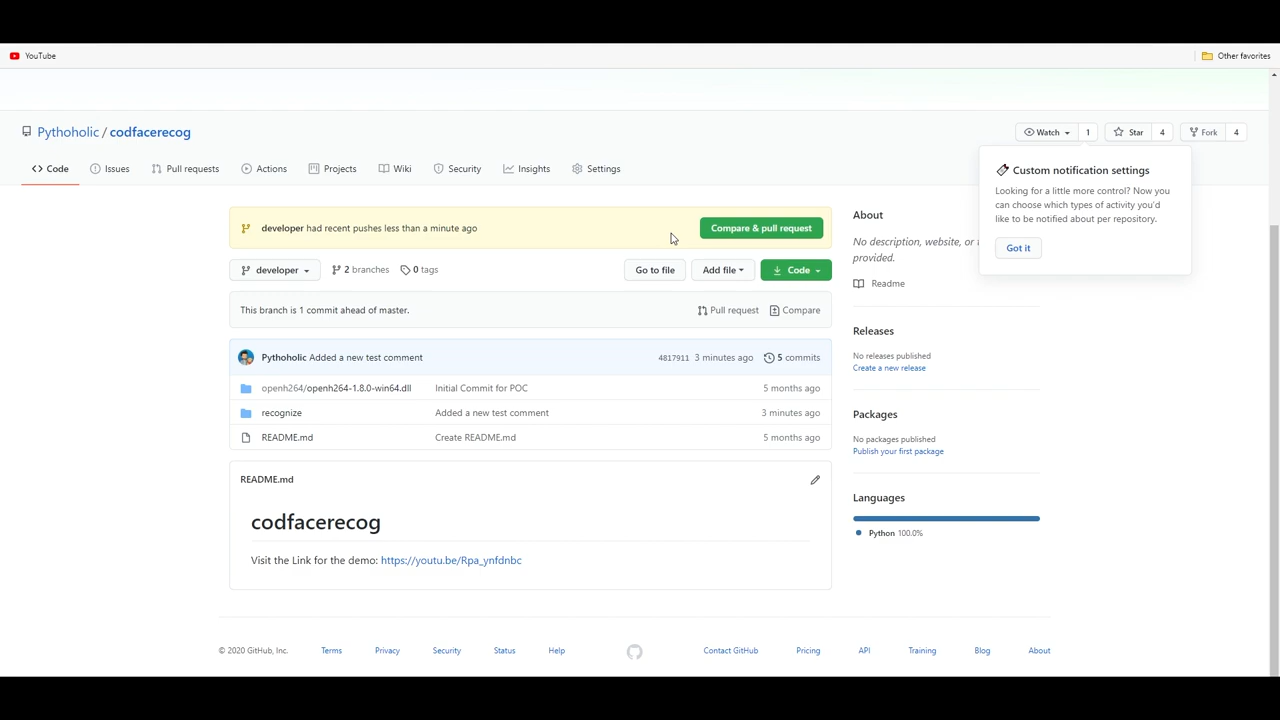 YouTube
Other favorites
Pythoholic / codfacerecog
Watch 1 Star 4 Fork 4
Code Issues Pull requests Actions Projects Wiki Security Insights Settings
Custom notification settings
Looking for a little more control? Now you
can choose which types of activity you'd
like to be notified about per repository.
Got it
developer had recent pushes less than a minute ago
Compare & pull request
developer 2 branches 0 tags
Go to file Add file Code
This branch is 1 commit ahead of master.
Pull request Compare
Pythoholic Added a new test comment 4817911 3 minutes ago 5 commits
openh264/openh264-1.8.0-win64.dll Initial Commit for POC 5 months ago
recognize Added a new test comment 3 minutes ago
README.md Create README.md 5 months ago
README.md
codfacerecog
Visit the Link for the demo: https://youtu.be/Rpa_ynfdnbc
About
No description, website, or
provided.
Readme
Releases
No releases published
Create a new release
Packages
No packages published
Publish your first package
Languages
Python 100.0%
© 2020 GitHub, Inc. Terms Privacy Security Status Help Contact GitHub Pricing API Training Blog About